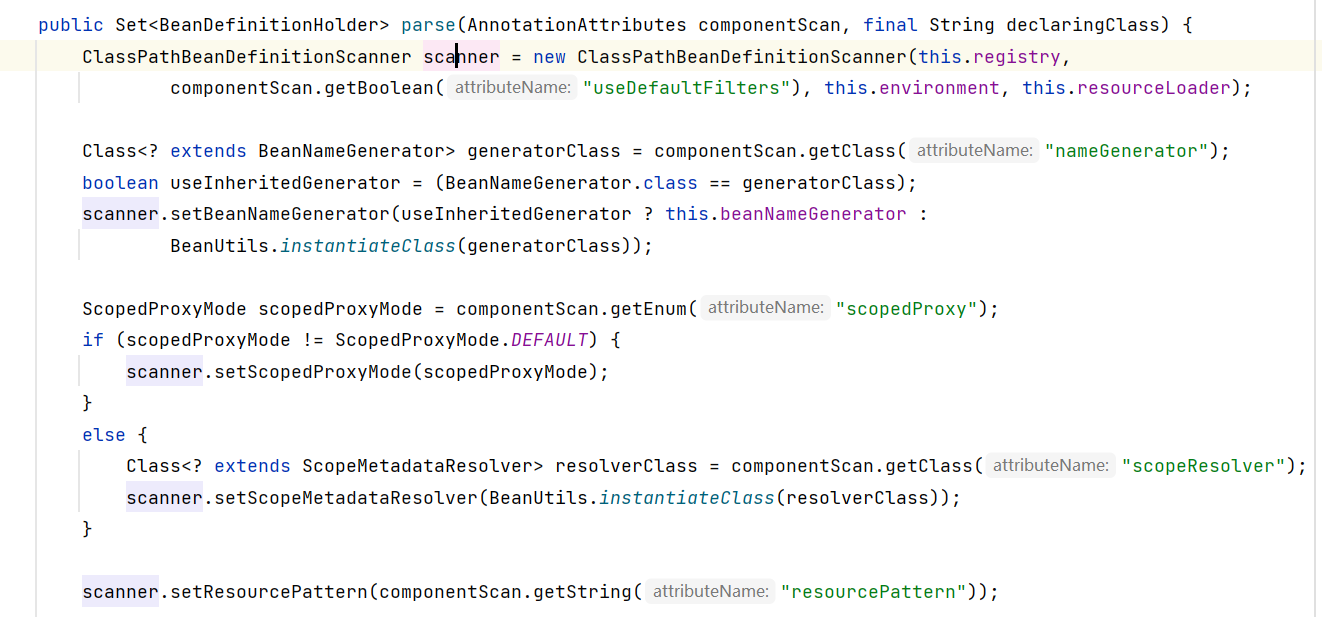 public Set<BeanDefinitionHolder> parse(AnnotationAttributes componentScan, final String declaringClass) {
ClassPathBeanDefinitionScanner scanner = new ClassPathBeanDefinitionScanner(this.registry,
componentScan.getBoolean( attributeName: "useDefaultFilters"), this.environment, this.resourceLoader);
Class<? extends BeanNameGenerator> generatorClass = componentScan.getClass( attributeName: "nameGenerator");
boolean useInheritedGenerator = (BeanNameGenerator.class == generatorClass);
scanner.setBeanNameGenerator(useInheritedGenerator ? this.beanNameGenerator :
BeanUtils.instantiateClass(generatorClass));
ScopedProxyMode scopedProxyMode = componentScan.getEnum( attributeName: "scopedProxy");
if (scopedProxyMode != ScopedProxyMode.DEFAULT) {
scanner.setScopedProxyMode(scopedProxyMode);
}
else {
Class<? extends ScopeMetadataResolver> resolverClass = componentScan.getClass( attributeName: "scopeResolver");
scanner.setScopeMetadataResolver(BeanUtils.instantiateClass(resolverClass));
}
scanner.setResourcePattern(componentScan.getString( attributeName: "resourcePattern"));